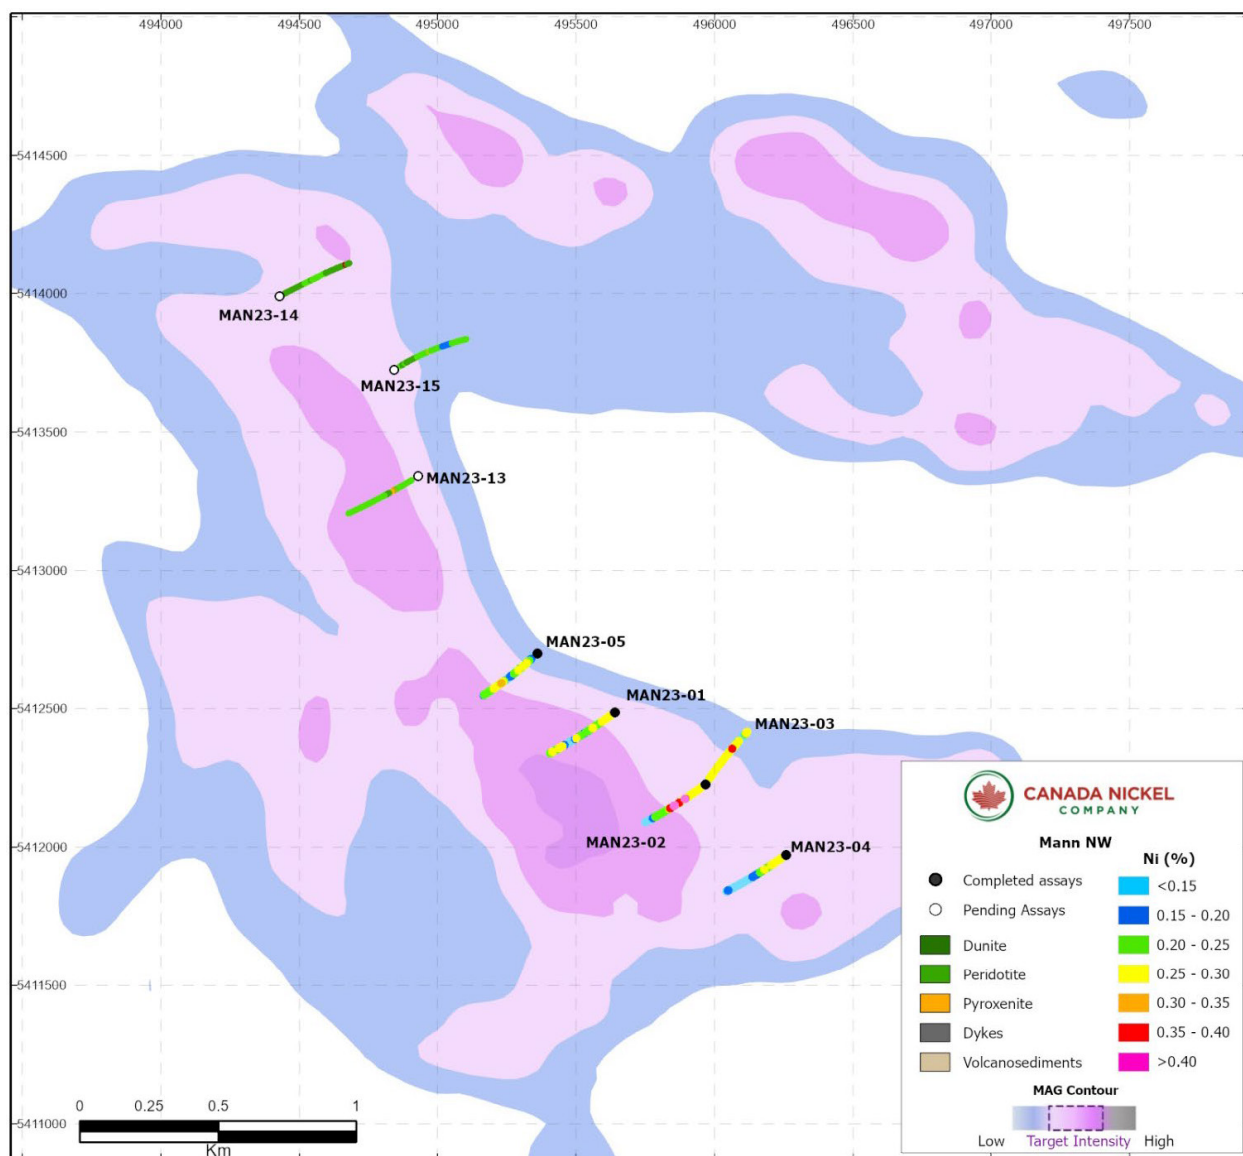 494000 494500 495000 495500 496000 496500 497000 497500
5414500
5414000
MAN23-14
MAN23-15
5413500
MAN23-13
5413000
MAN23-05
MAN23-01
5412500
MAN23-03
MAN23-02
MAN23-04
5412000
5411500
5411000
0 0.25 0.5 1
Km
CANADA NICKEL
COMPANY
Mann NW
Completed assays
Pending Assays
Dunite
Peridotite
Pyroxenite
Dykes
Volcanosediments
Ni (%)
<0.15
0.15 - 0.20
0.20 - 0.25
0.25 - 0.30
0.30 - 0.35
0.35 - 0.40
>0.40
MAG Contour
Low Target Intensity High